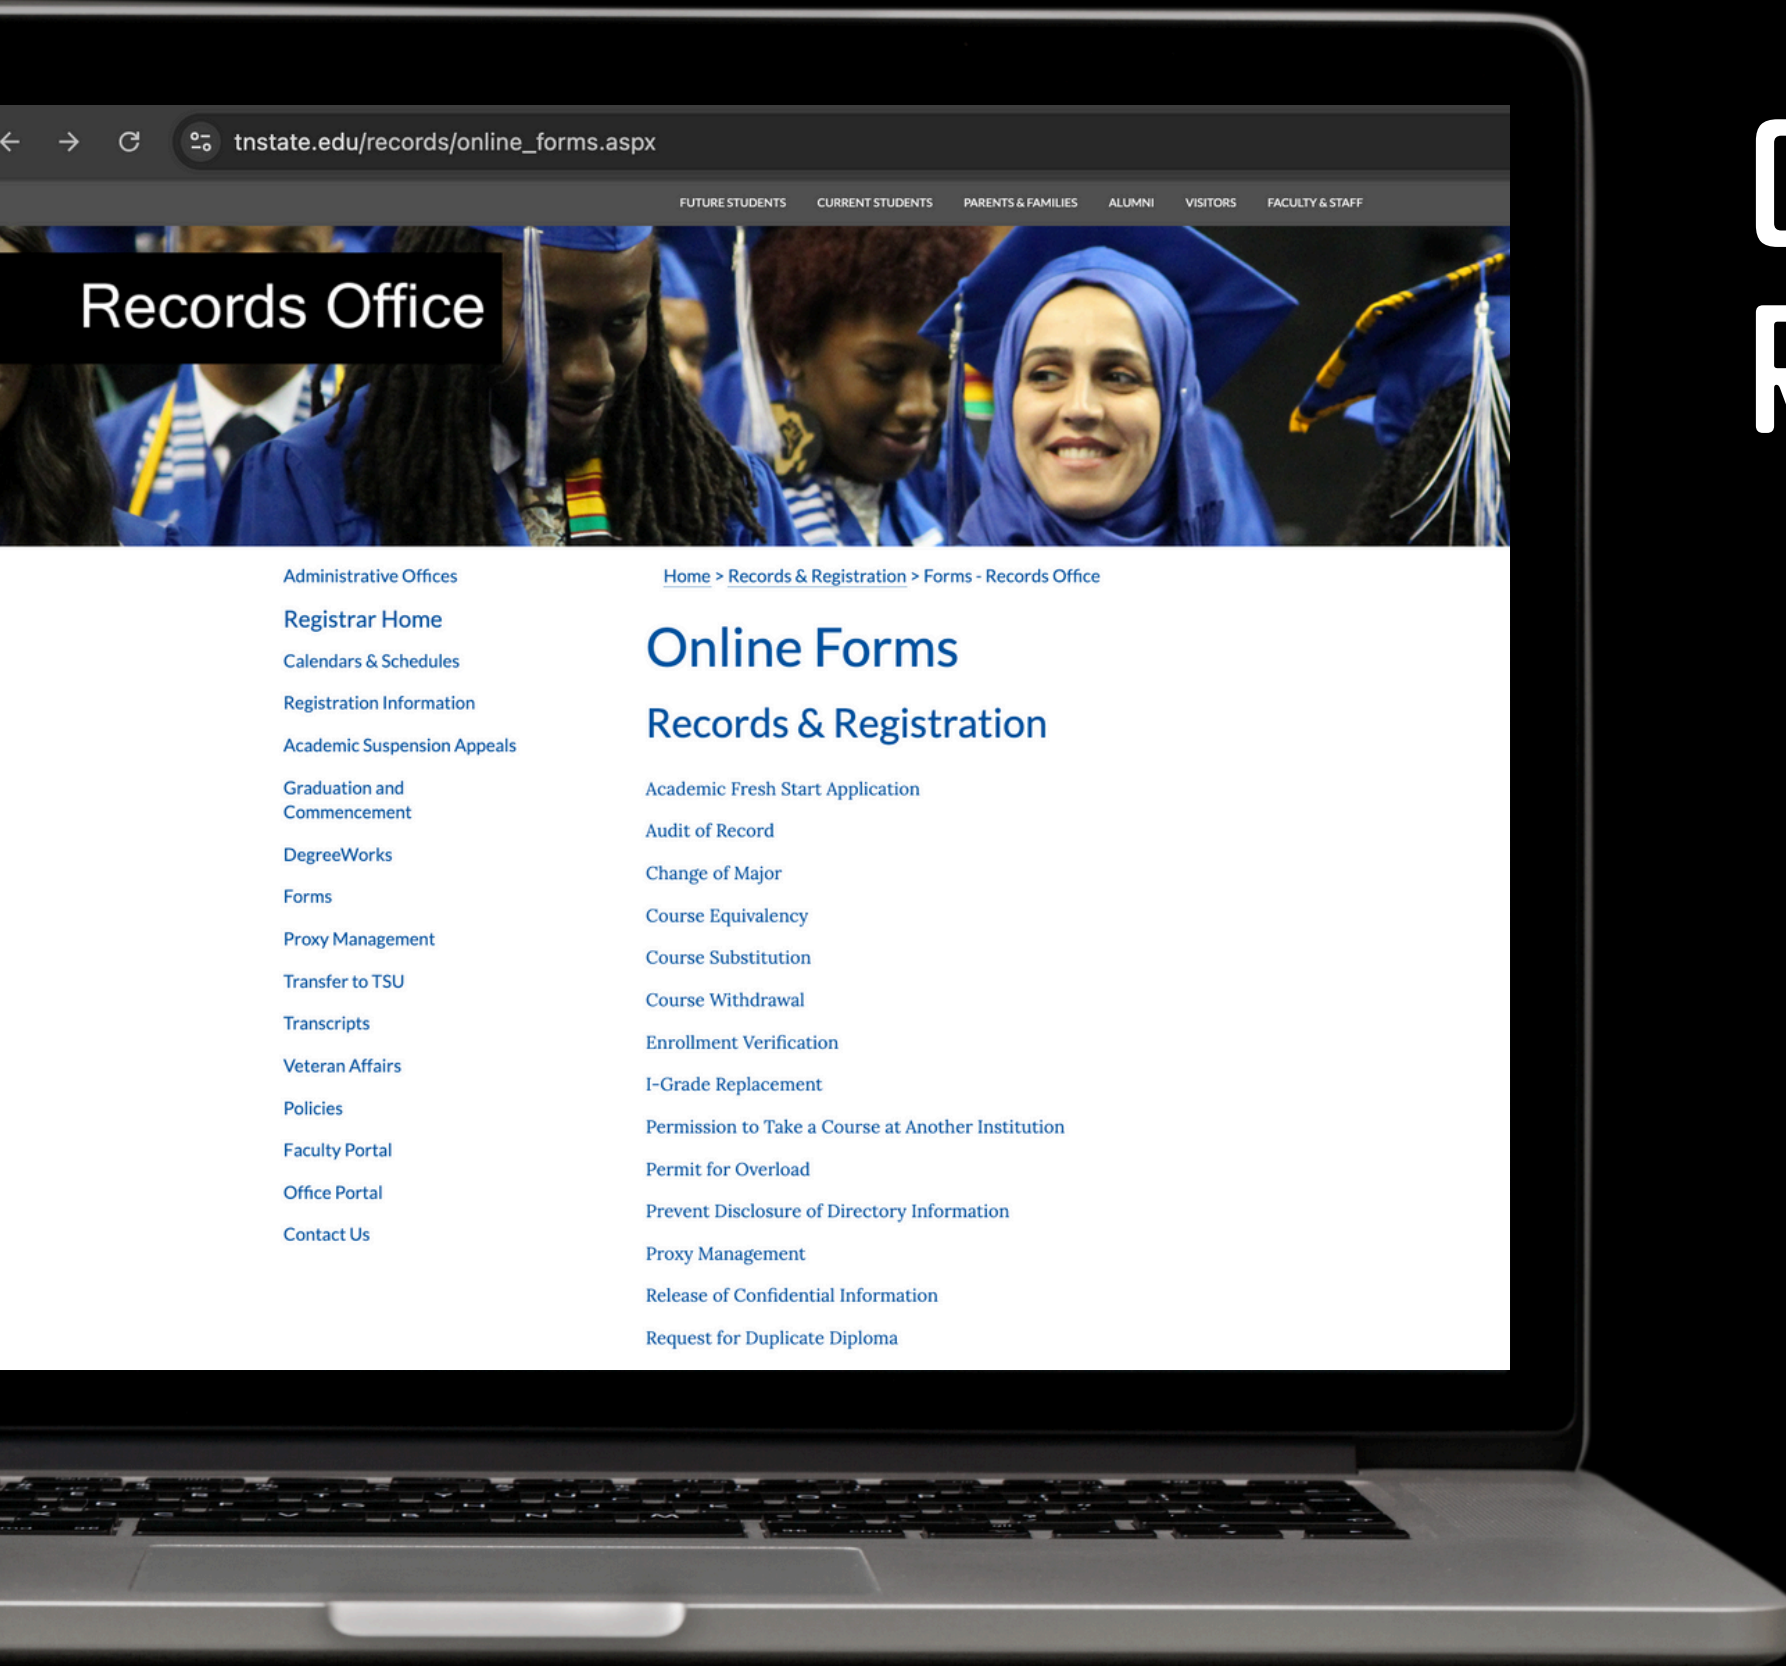 tnstate.edu/records/online_forms.aspx
FUTURE STUDENTS CURRENT STUDENTS PARENTS & FAMILIES ALUMNI VISITORS FACULTY & STAFF
Records Office
Administrative Offices
Registrar Home
Calendars & Schedules
Registration Information
Academic Suspension Appeals
Graduation and
Commencement
DegreeWorks
Forms
Proxy Management
Transfer to TSU
Transcripts
Veteran Affairs
Policies
Faculty Portal
Office Portal
Contact Us
Home > Records & Registration > Forms - Records Office
Online Forms
Records & Registration
Academic Fresh Start Application
Audit of Record
Change of Major
Course Equivalency
Course Substitution
Course Withdrawal
Enrollment Verification
I-Grade Replacement
Permission to Take a Course at Another Institution
Permit for Overload
Prevent Disclosure of Directory Information
Proxy Management
Release of Confidential Information
Request for Duplicate Diploma